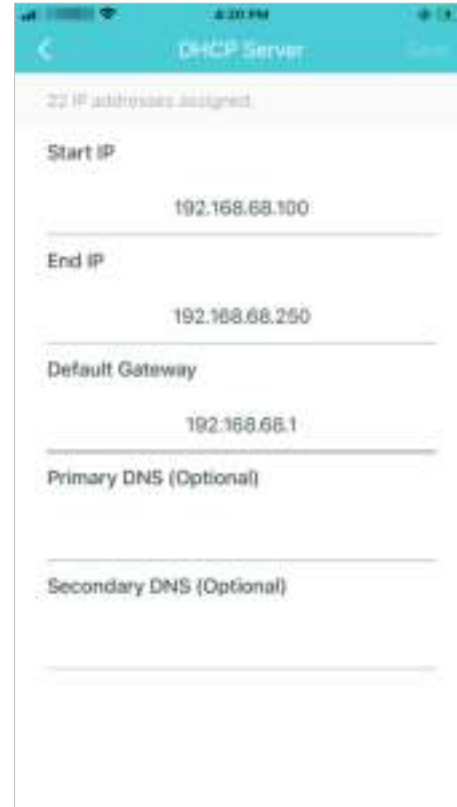 4:20 PM
DHCP Server
Save
22 IP addresses assigned.
Start IP
192.168.68.100
End IP
192.168.68.250
Default Gateway
192.168.68.1
Primary DNS (Optional)
Secondary DNS (Optional)